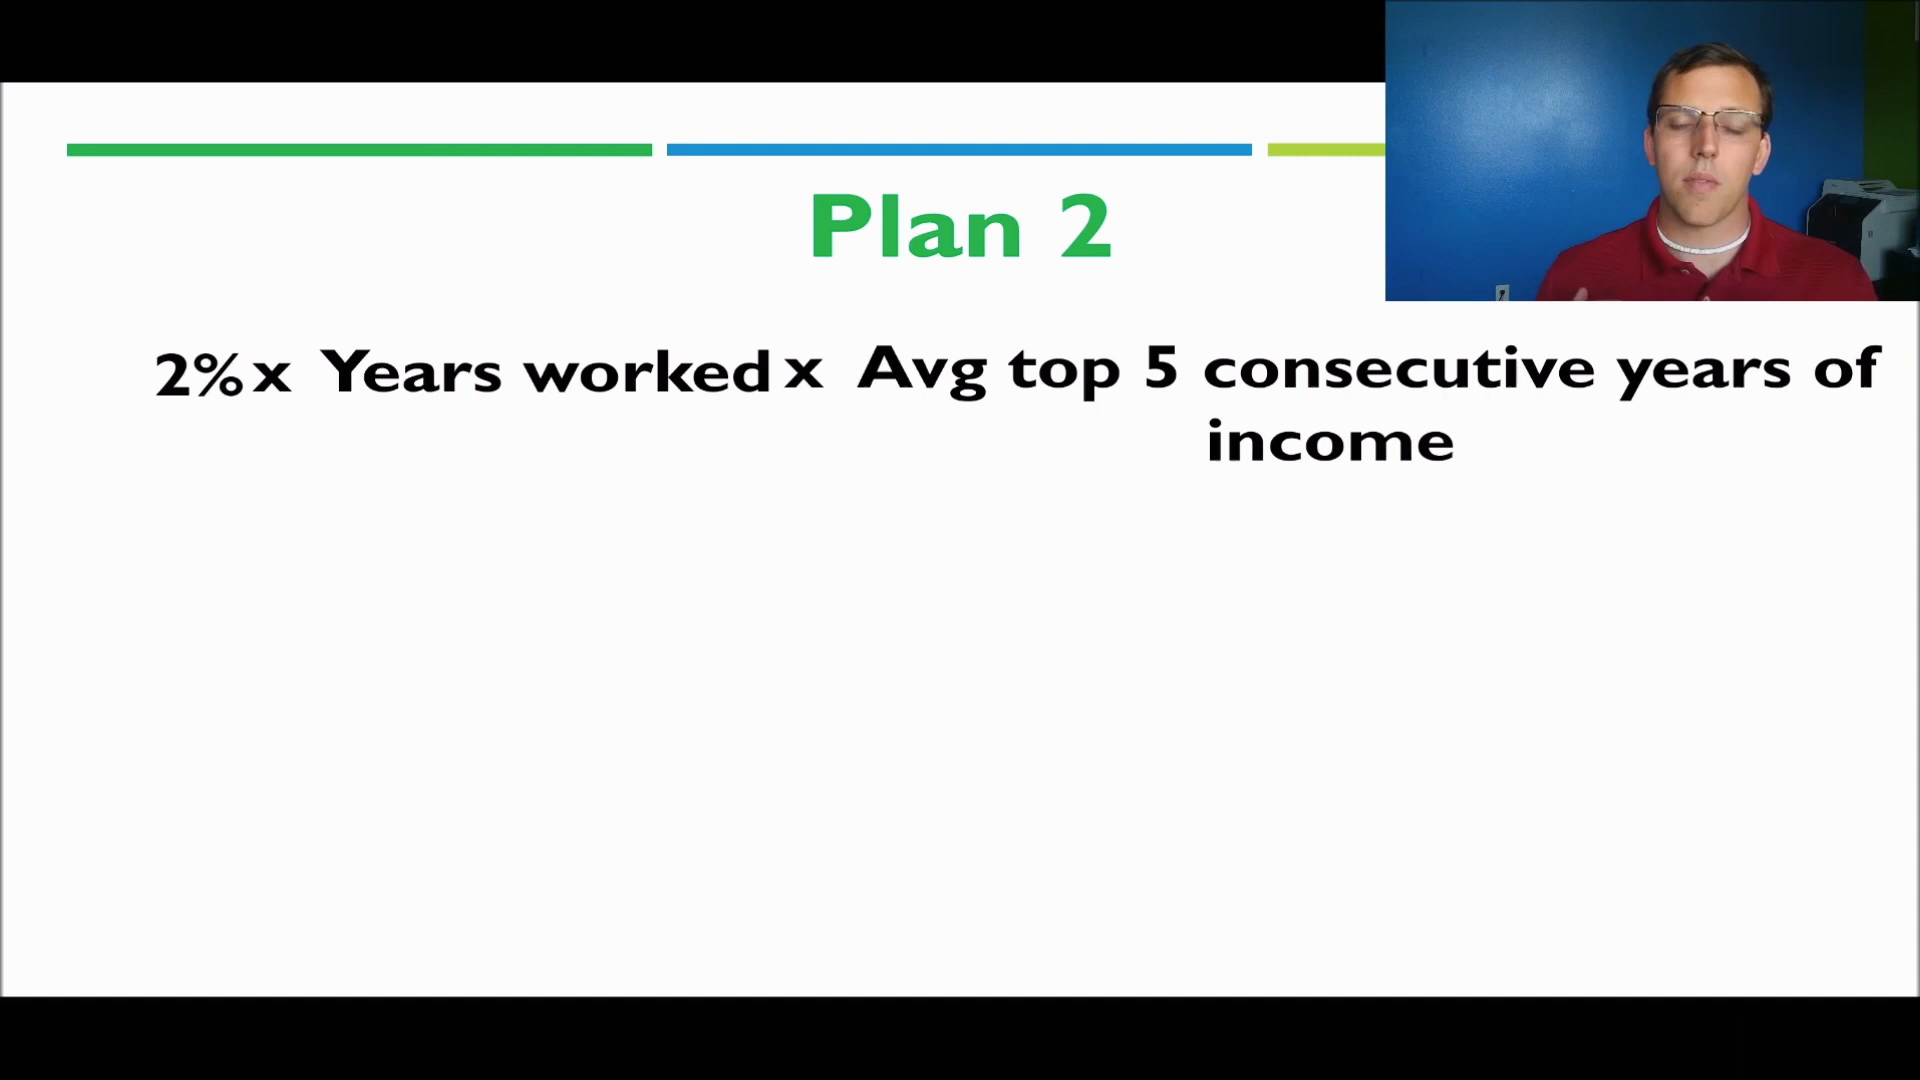 Plan 2
2% x Years worked x Avg top 5 consecutive years of
income